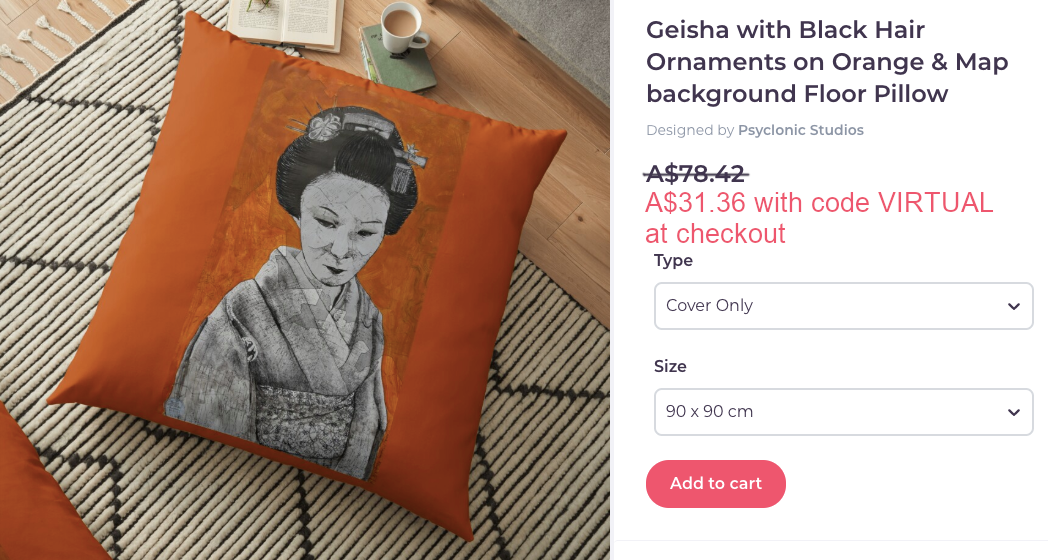 Geisha with Black Hair
Ornaments on Orange & Map
background Floor Pillow
Designed by Psyclonic Studios
A$78.42
A$31.36 with code VIRTUAL
at checkout
Type
Cover Only
Size
90 x 90 cm
Add to cart